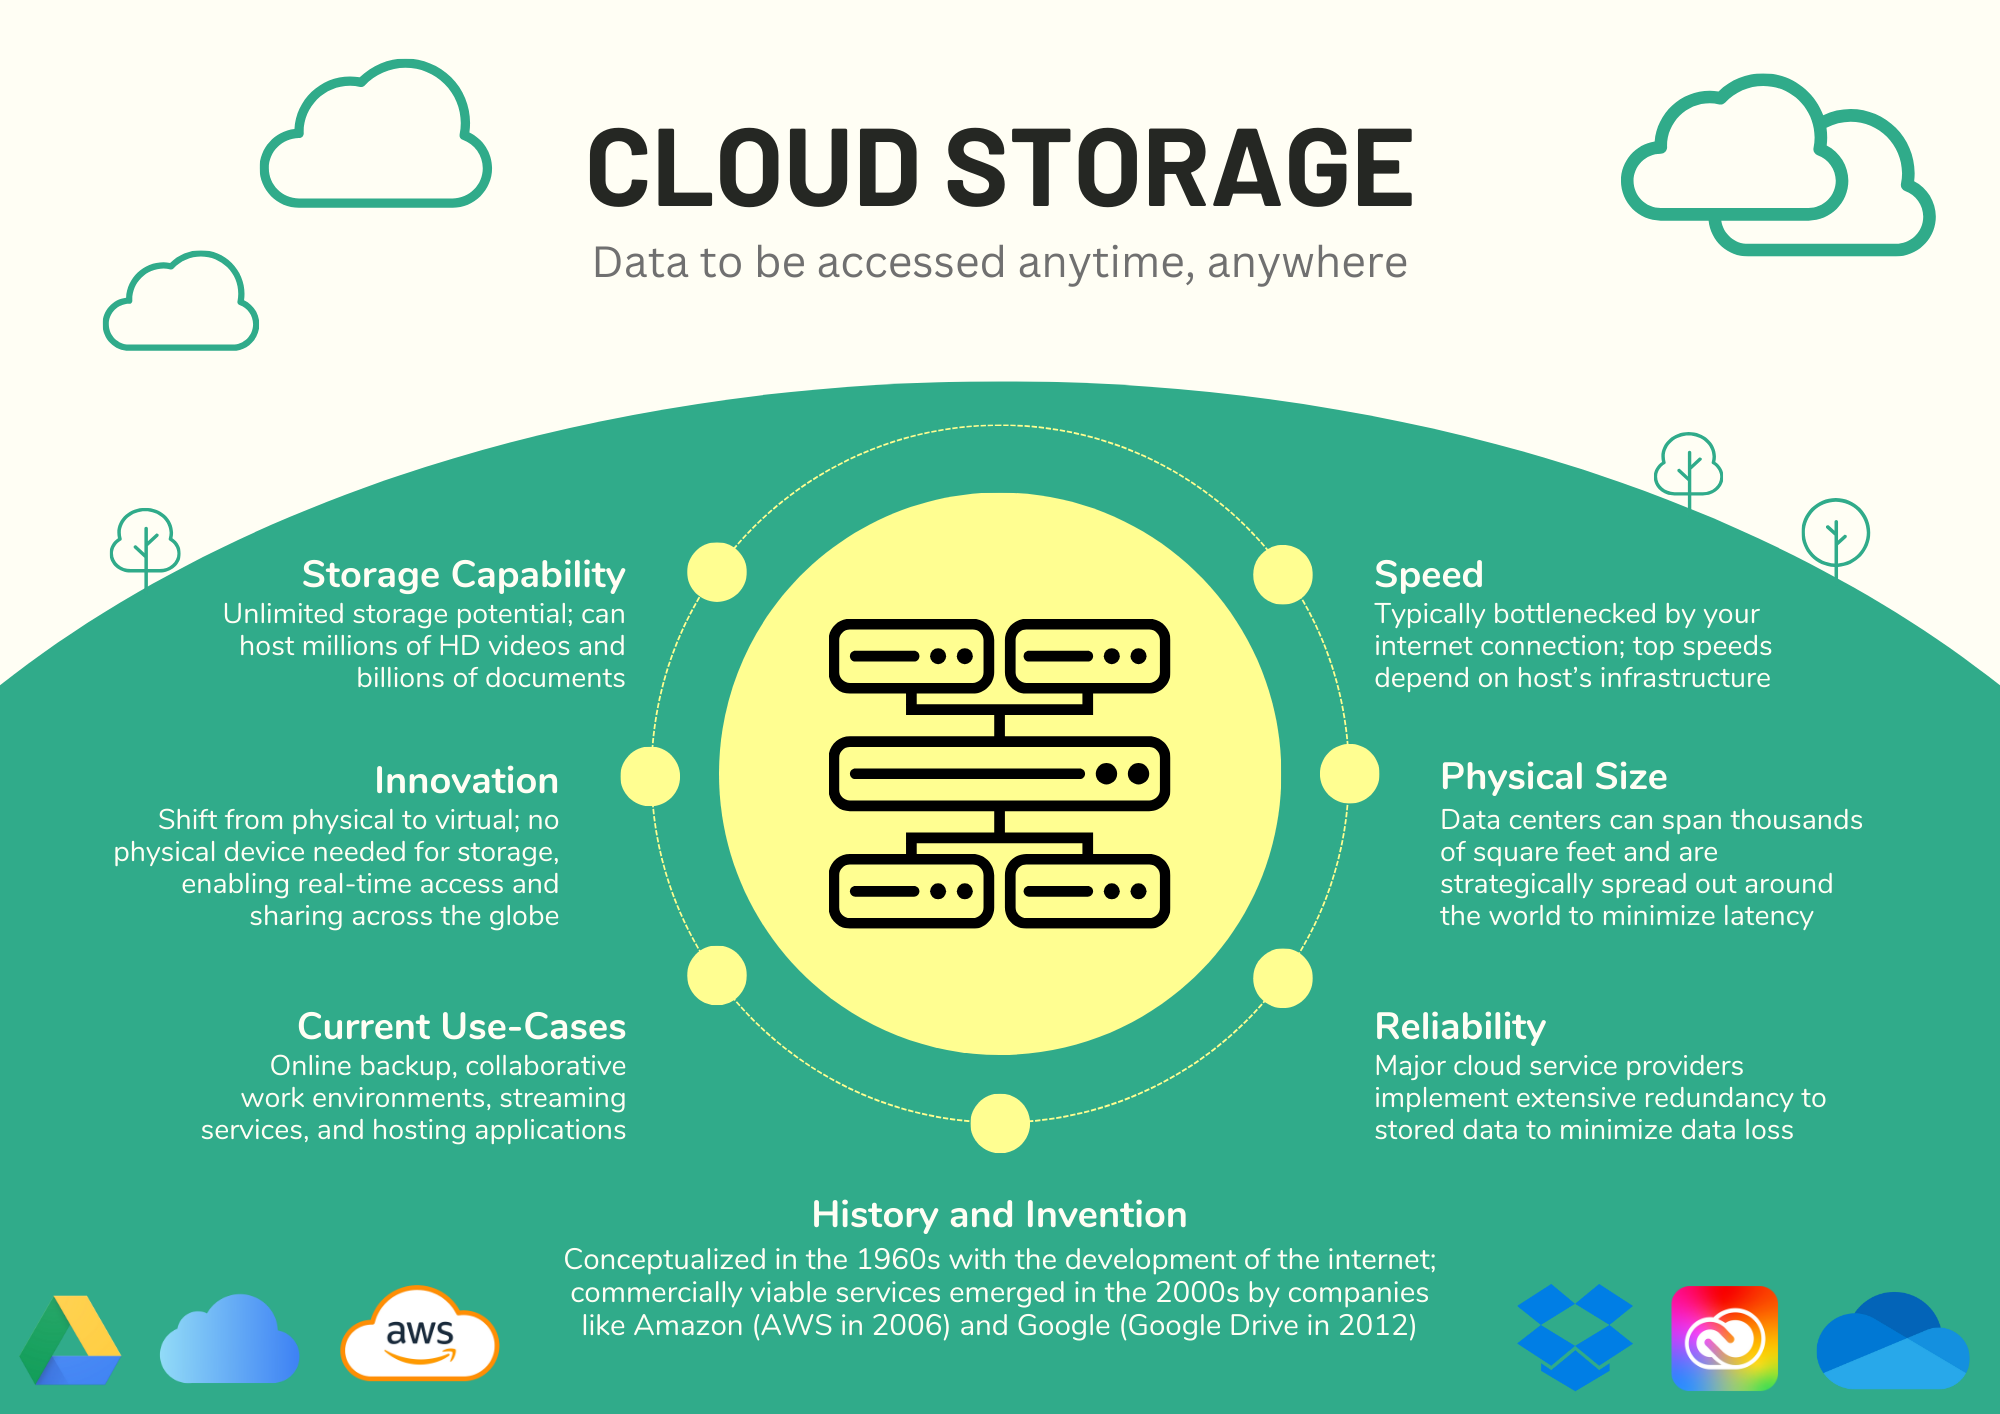 CLOUD STORAGE
Data to be accessed anytime, anywhere
Storage Capability
Unlimited storage potential; can
host millions of HD videos and
billions of documents
Innovation
Shift from physical to virtual; no
physical device needed for storage,
enabling real-time access and
sharing across the globe
Current Use-Cases
Online backup, collaborative
work environments, streaming
services, and hosting applications
Speed
Typically bottlenecked by your
internet connection; top speeds
depend on host’s infrastructure
Physical Size
Data centers can span thousands
of square feet and are
strategically spread out around
the world to minimize latency
Reliability
Major cloud service providers
implement extensive redundancy to
stored data to minimize data loss
History and Invention
Conceptualized in the 1960s with the development of the internet;
commercially viable services emerged in the 2000s by companies
like Amazon (AWS in 2006) and Google (Google Drive in 2012)
aws